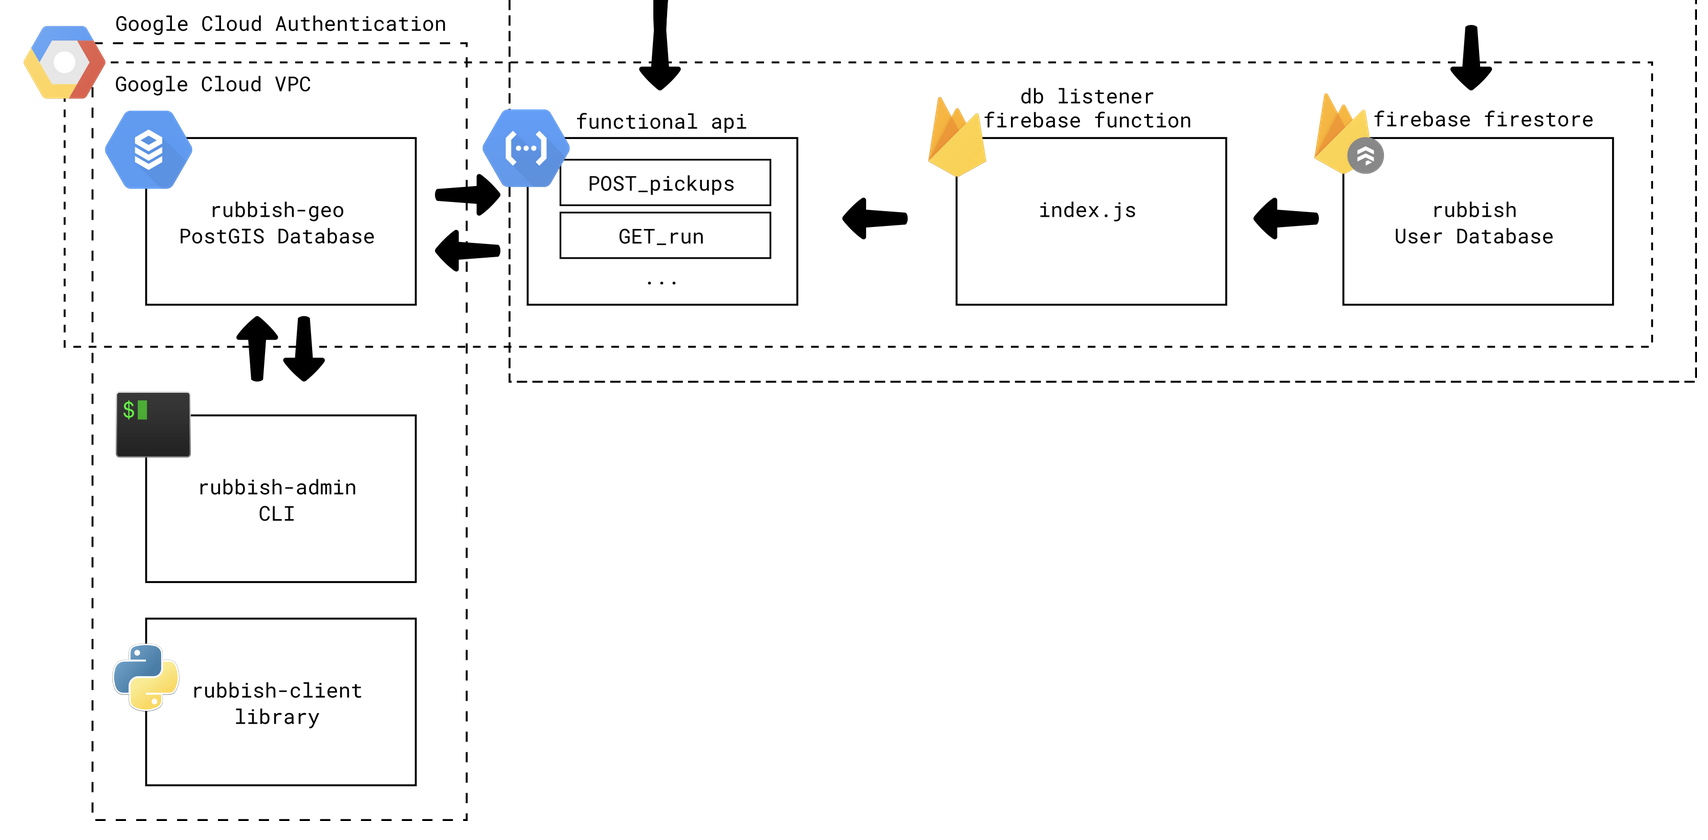 Google Cloud Authentication
Google Cloud VPC
rubbish-geo
PostGIS Database
functional api
POST_pickups
GET_run
...
db listener
firebase function
index.js
firebase firestore
rubbish
User Database
$
rubbish-admin
CLI
rubbish-client
library